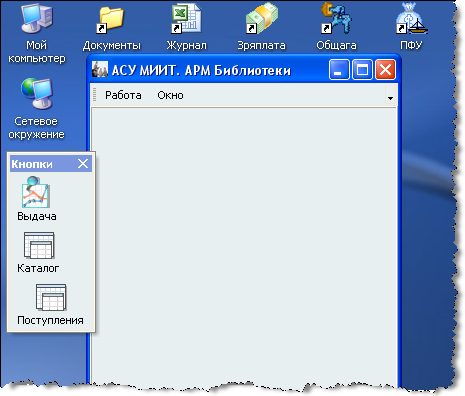 Мой
компьютер
Документы
Журнал
Зряплата
Общага
ПФУ
Сетевое
окружение
АСУ МИИТ. АРМ Библиотеки
Работа
Окно
Кнопки
Выдача
Каталог
Поступления